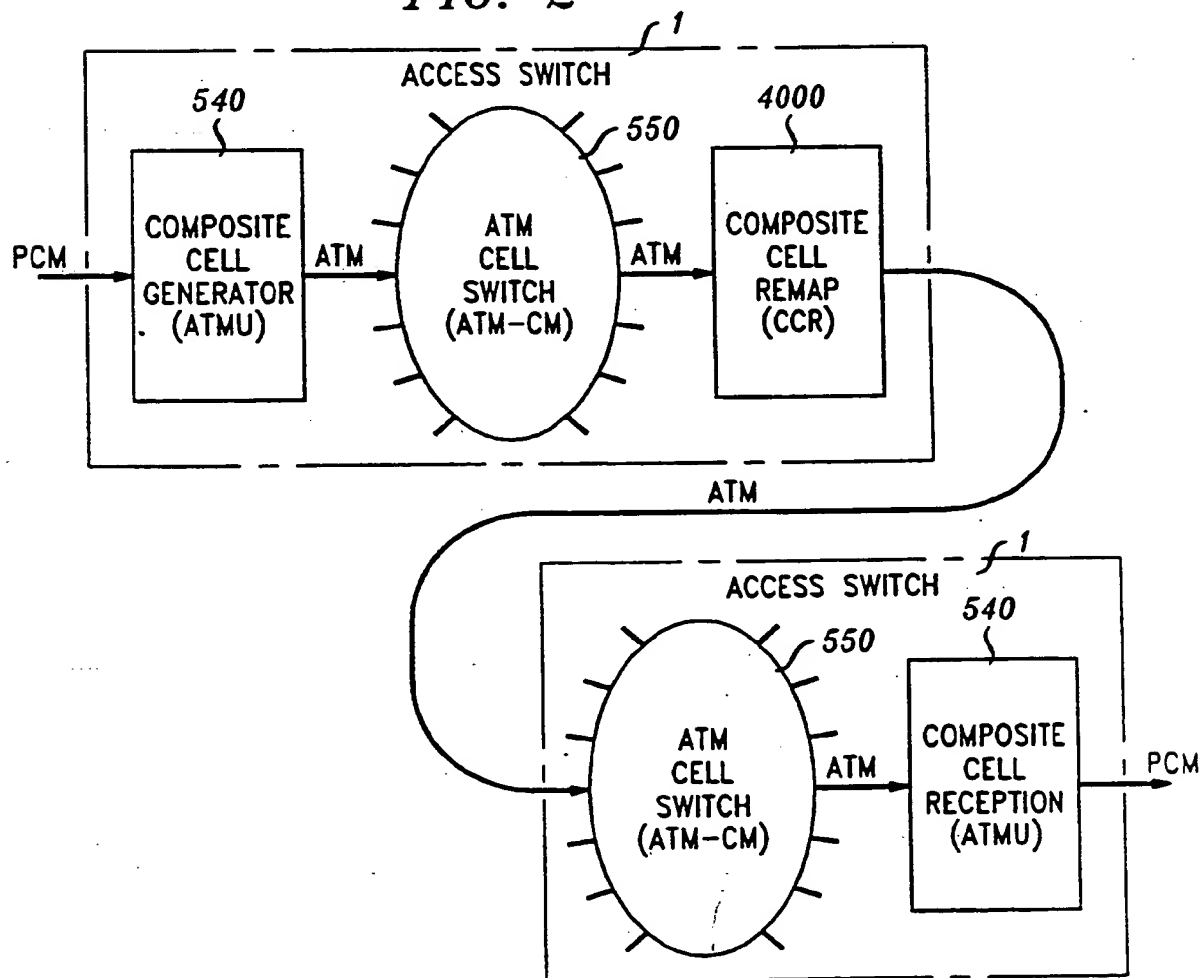 FIG. 2
1
ACCESS SWITCH
540
550
4000
PCM
COMPOSITE
CELL
GENERATOR
(ATMU)
ATM
ATM
CELL
SWITCH
(ATM-CM)
ATM
COMPOSITE
CELL
REMAP
(CCR)
ATM
1
ACCESS SWITCH
550
540
ATM
CELL
SWITCH
(ATM-CM)
ATM
COMPOSITE
CELL
RECEPTION
(ATMU)
PCM